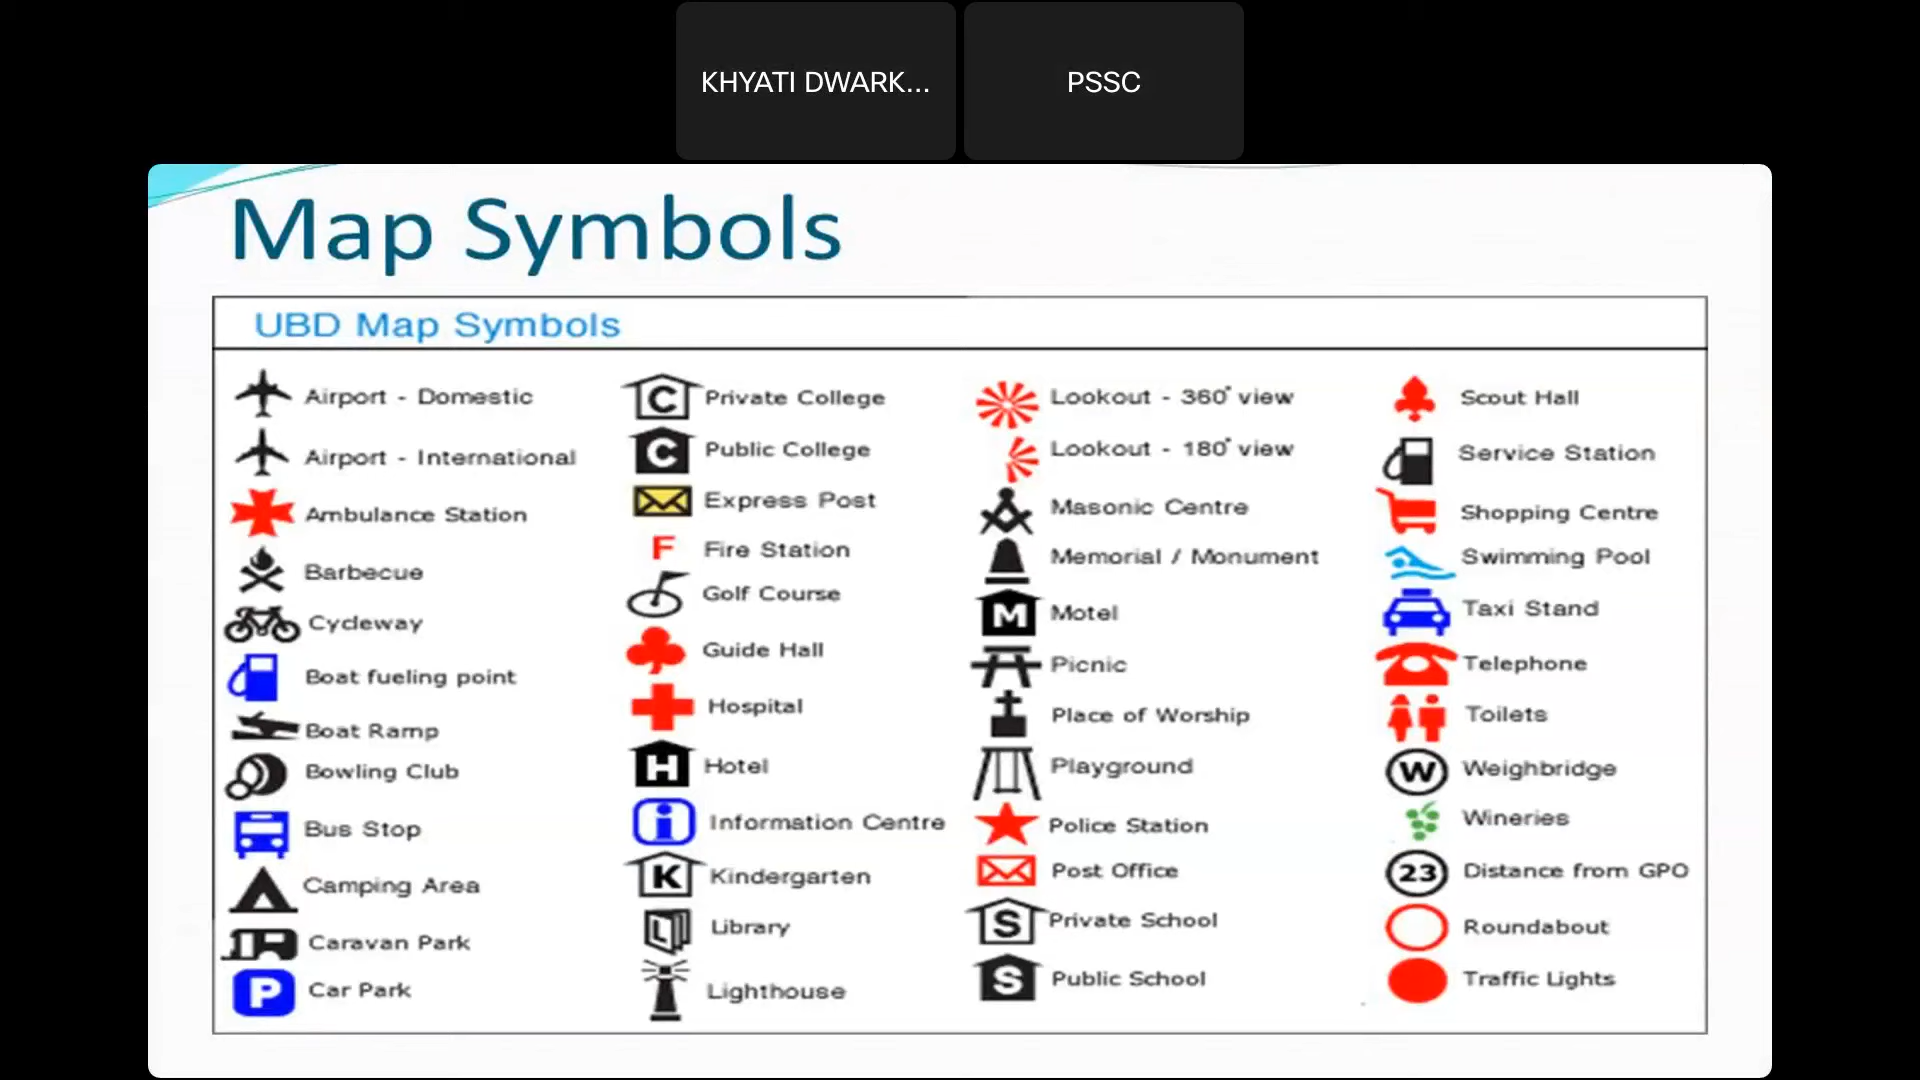 KHYATI DWARK...
PSSC
Map Symbols
UBD Map Symbols
Airport - Domestic
Airport - International
Ambulance Station
Barbecue
Cycleway
Boat fueling point
Boat Ramp
Bowling Club
Bus Stop
Camping Area
Caravan Park
P Car Park
C Private College
C Public College
Express Post
F Fire Station
Golf Course
Guide Hall
Hospital
H Hotel
i Information Centre
K Kindergarten
L Library
Lighthouse
Lookout - 360° view
Lookout - 180° view
Masonic Centre
Memorial / Monument
M Motel
Picnic
Place of Worship
Playground
Police Station
Post Office
S Private School
S Public School
Scout Hall
Service Station
Shopping Centre
Swimming Pool
Taxi Stand
Telephone
Toilets
W Weighbridge
Wineries
23 Distance from GPO
Roundabout
Traffic Lights